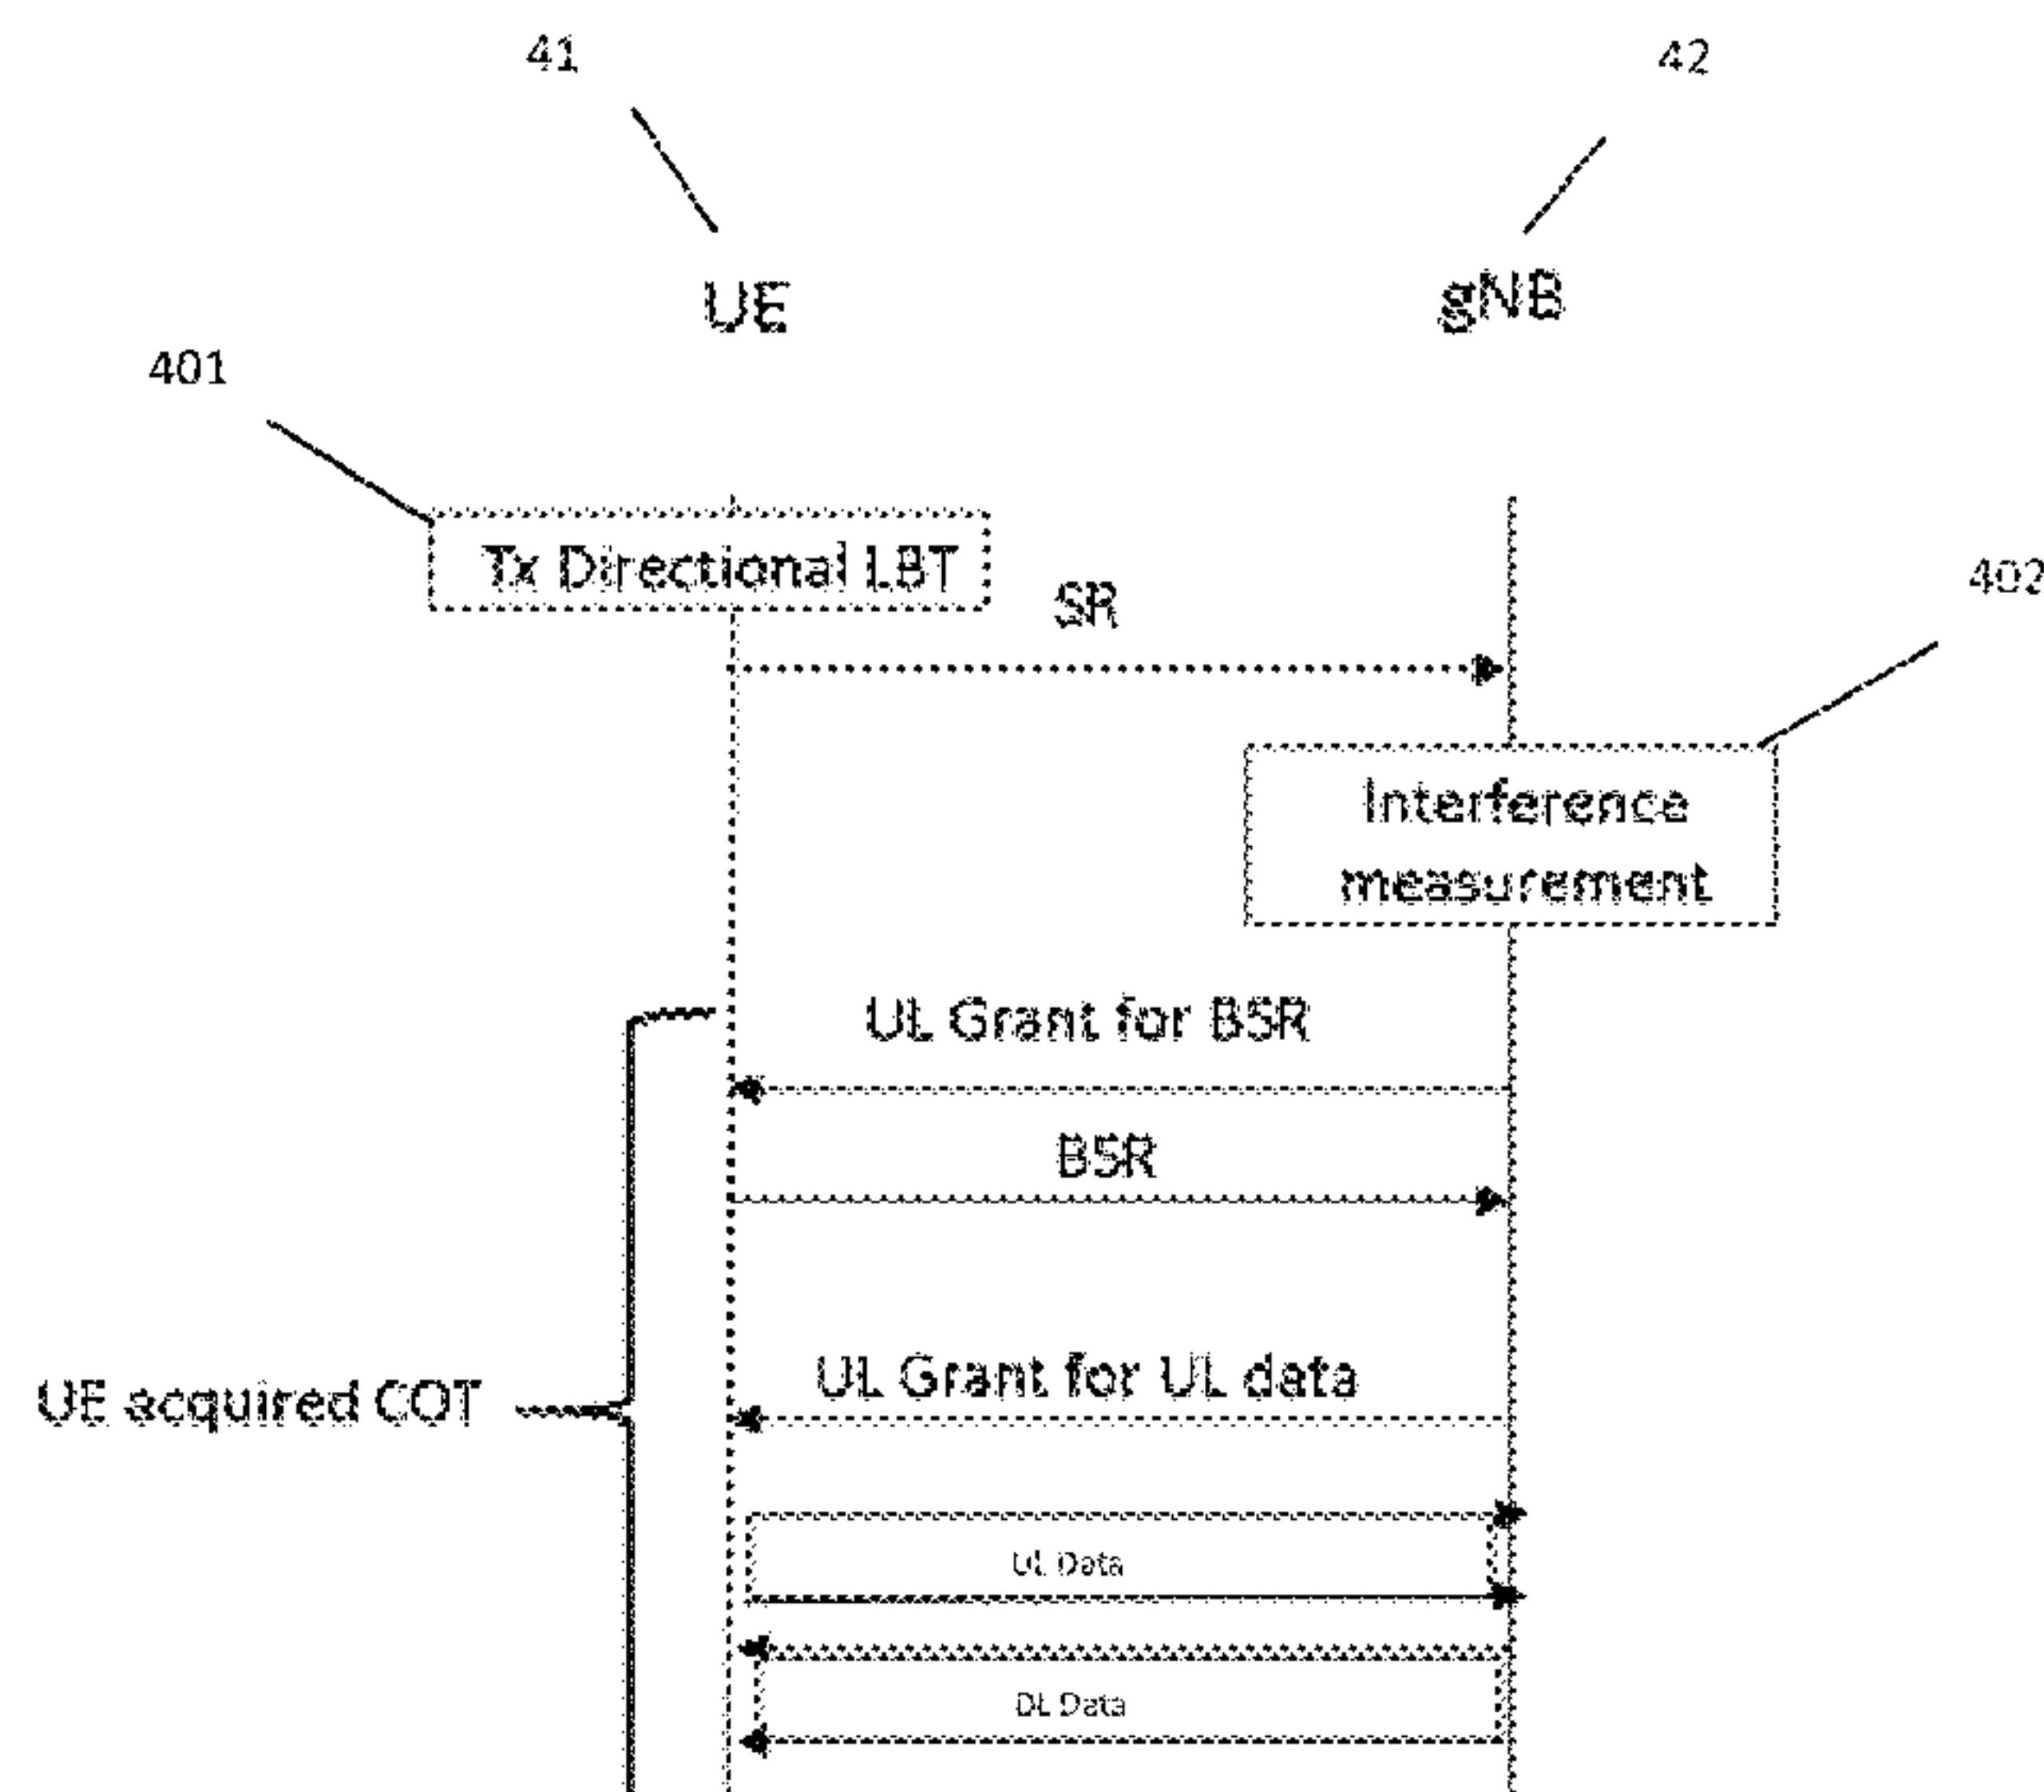 41
42
UE
gNB
401
Tx Directional LBT
SR
402
Interference
measurement
UL Grant for BSR
BSR
UE acquired COT
UL Grant for UL data
UL Data
DL Data